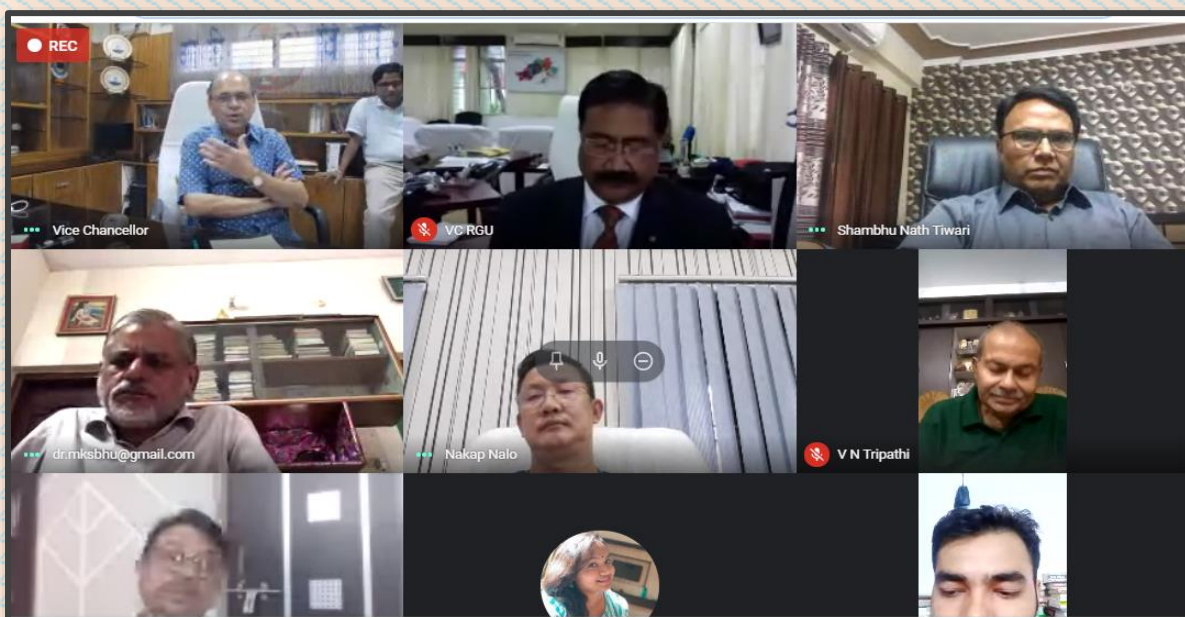 REC
Vice Chancellor
VC RGU
Shambhu Nath Tiwari
dr.mksbhu@gmail.com
Nakap Nalo
V N Tripathi